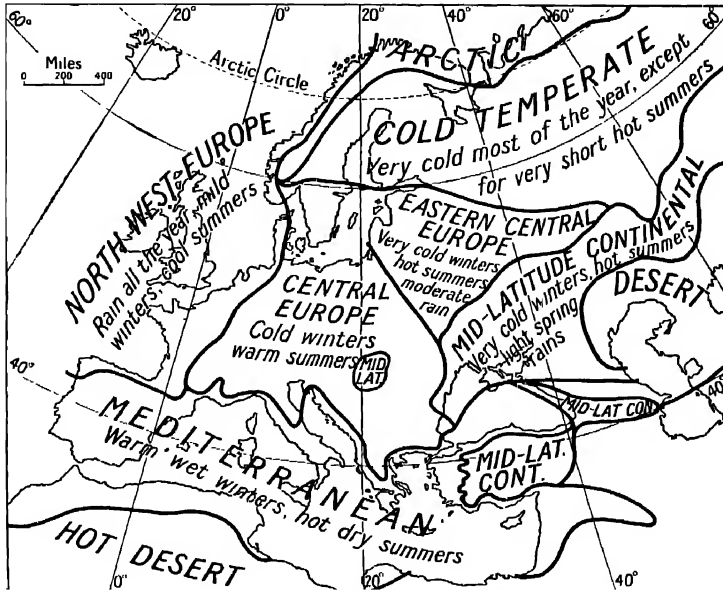 60°
20°
0°
20°
40°
60°
60°
Miles
0 200 400
Arctic Circle
ARCTIC
COLD TEMPERATE
Very cold most of the year, except
for very short hot summers
NORTH WEST EUROPE
Rain all the year, mild
winters, cool summers
EASTERN CENTRAL
EUROPE
Very cold winters
hot summers
moderate
rain
MID-LATITUDE CONTINENTAL
Very cold winters, hot summers
light spring
rains
DESERT
CENTRAL
EUROPE
Cold winters
warm summers
MID
LAT.
40°
40°
MID-LAT CON.
MID-LAT.
CONT.
MEDITERRANEAN
Warm wet winters, hot dry summers
HOT DESERT
0°
20°
40°